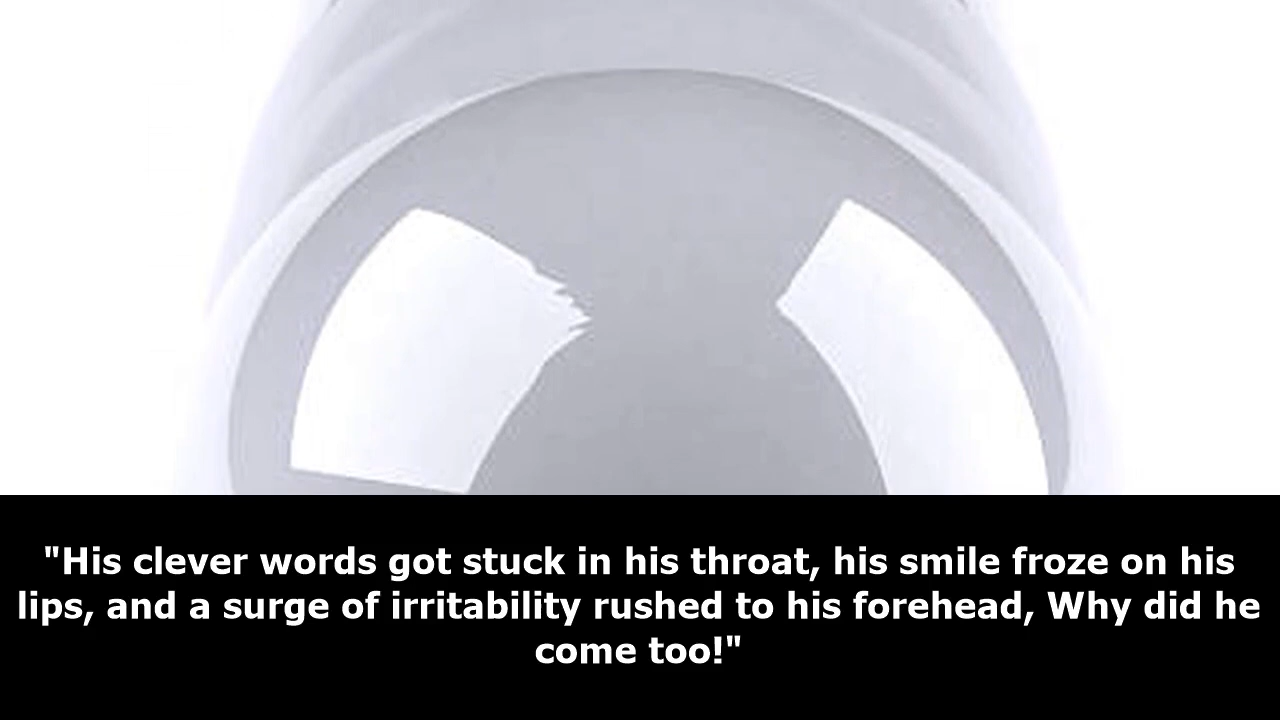 "His clever words got stuck in his throat, his smile froze on his
lips, and a surge of irritability rushed to his forehead, Why did he
come too!"